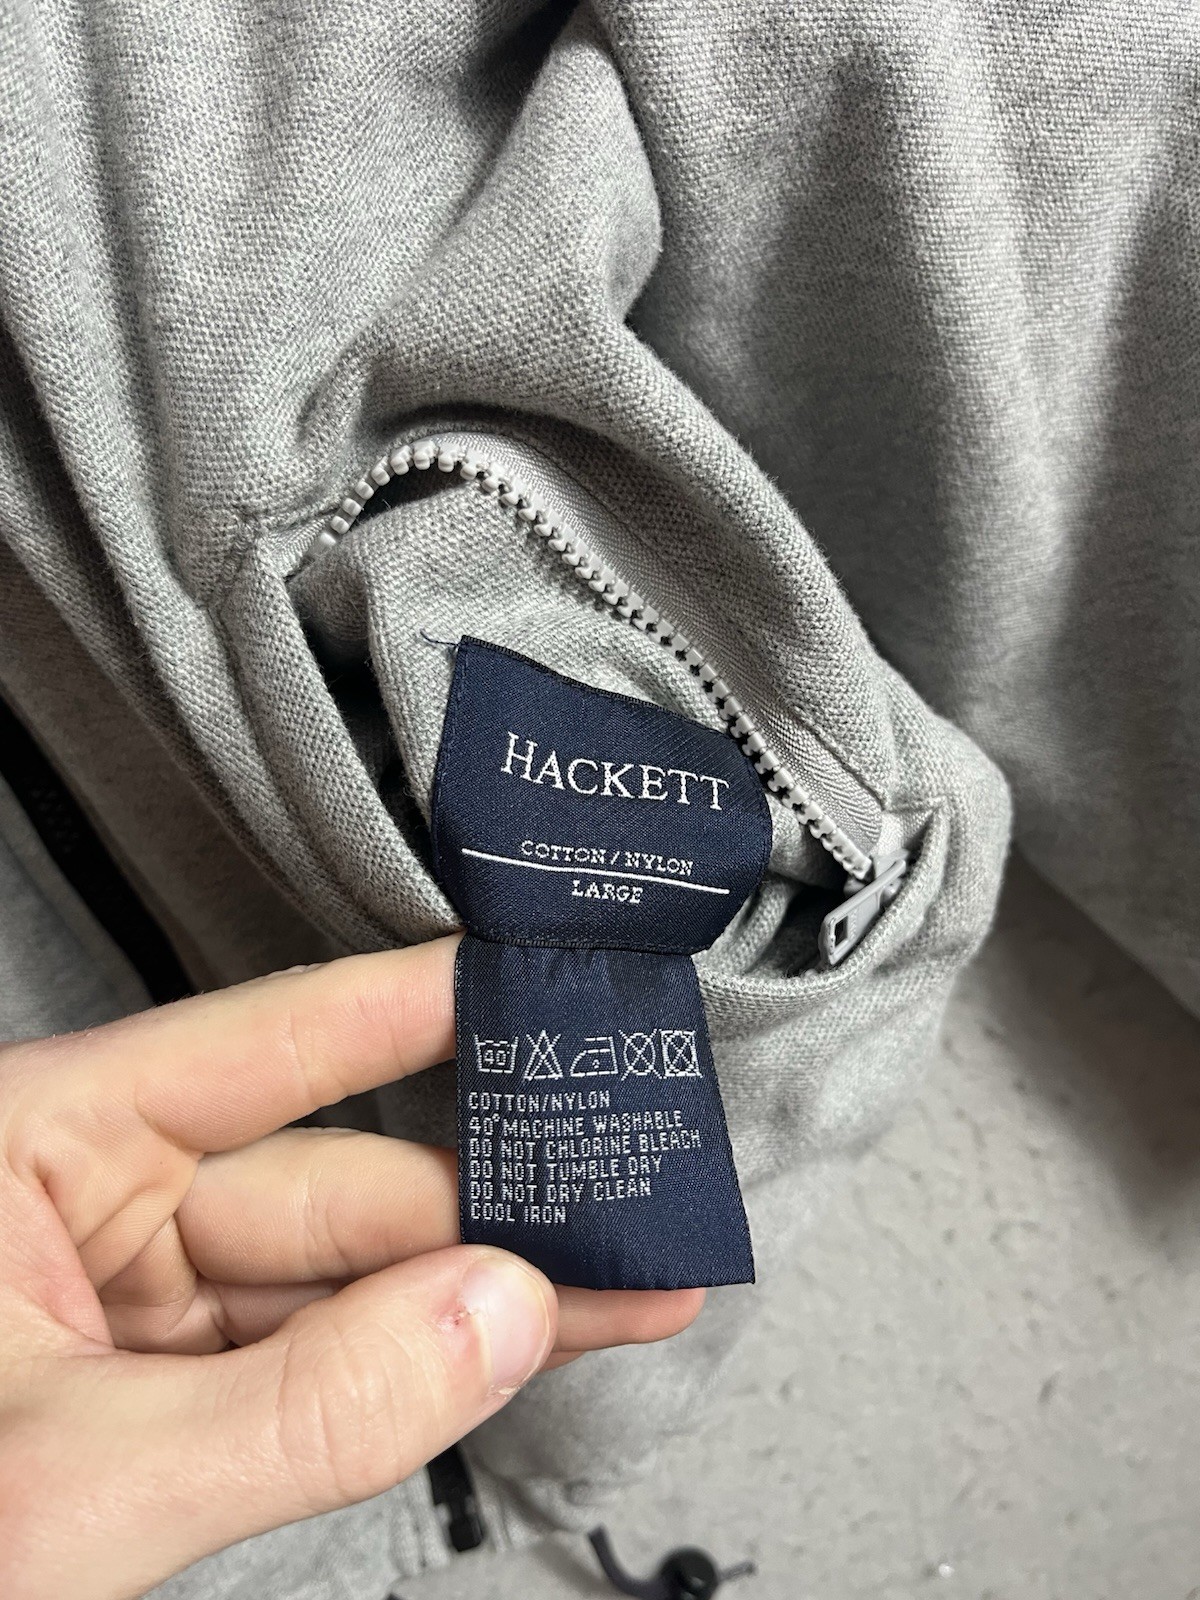 HACKETT
COTTON/NYLON
LARGE
40
COTTON/NYLON
40° MACHINE WASHABLE
DO NOT CHLORINE BLEACH
DO NOT TUMBLE DRY
DO NOT DRY CLEAN
COOL IRON